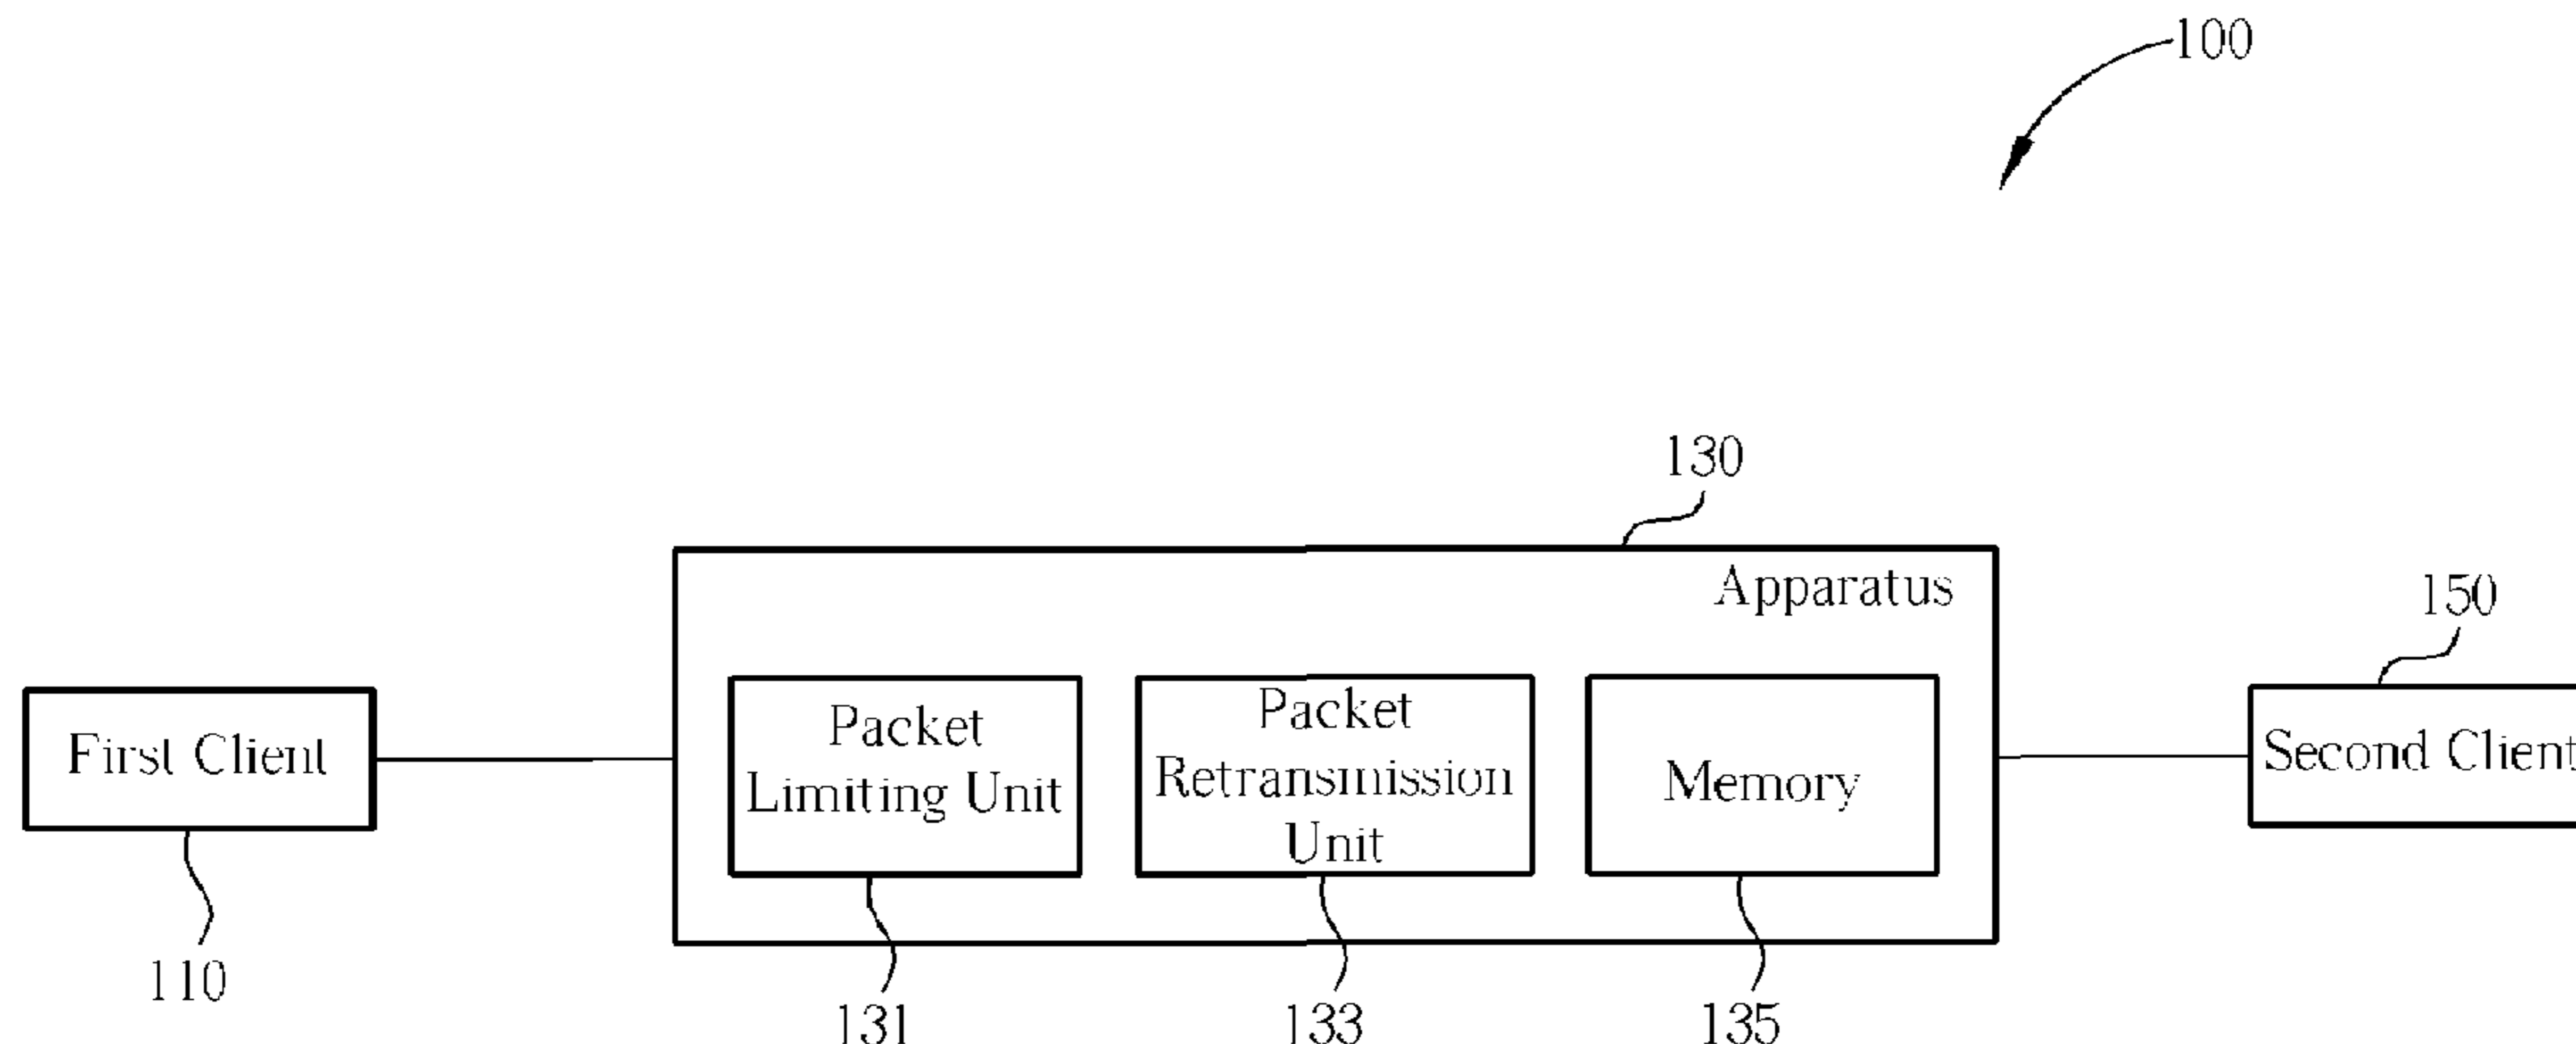 100
130
Apparatus
150
First Client
Packet
Limiting Unit
Packet
Retransmission
Unit
Memory
Second Client
110
131
133
135